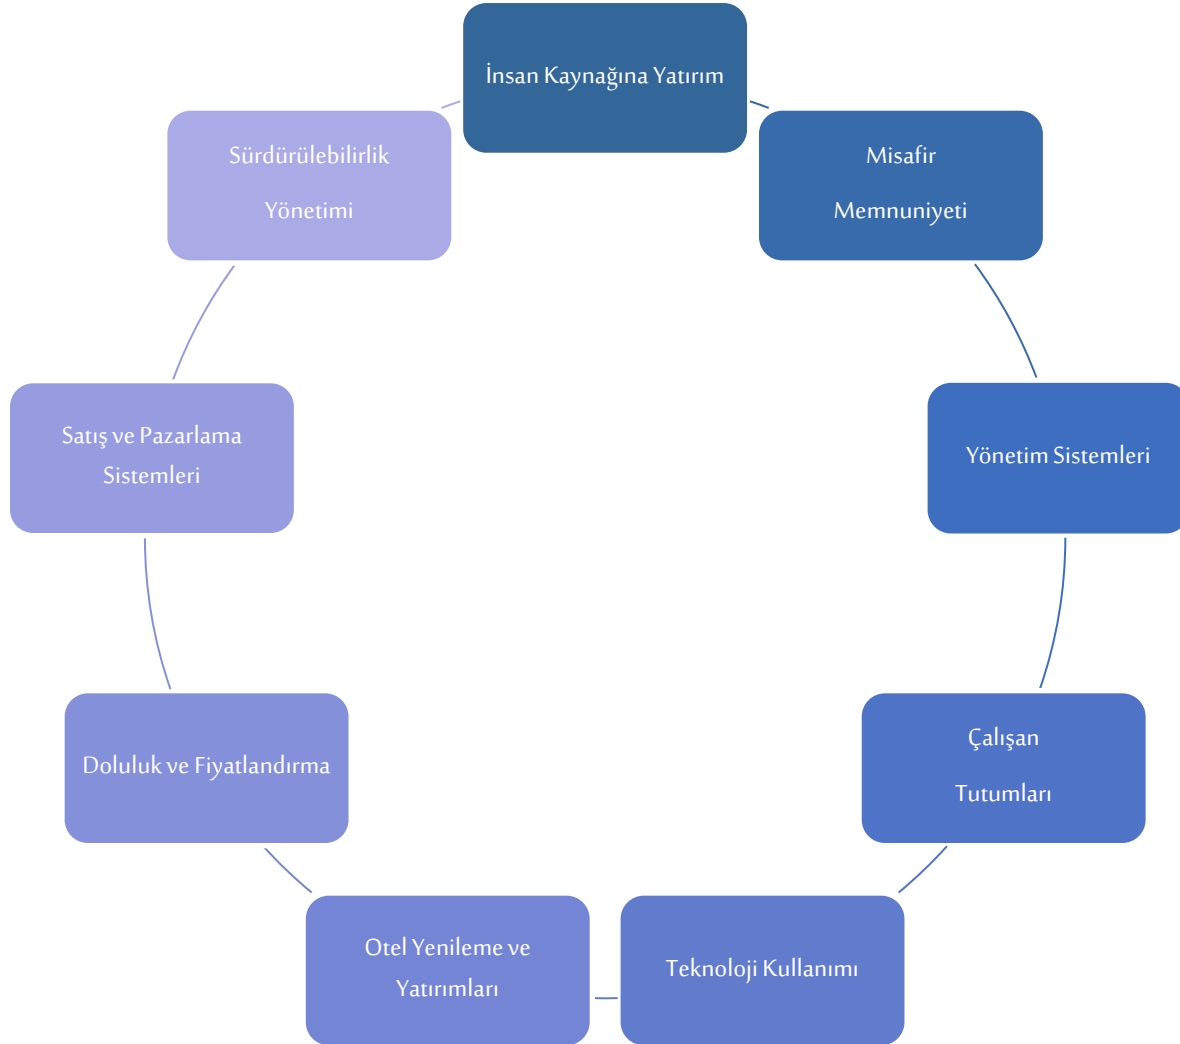 İnsan Kaynağına Yatırım
Misafir
Memnuniyeti
Yönetim Sistemleri
Çalışan
Tutumları
Teknoloji Kullanımı
Otel Yenileme ve
Yatırımları
Doluluk ve Fiyatlandırma
Satış ve Pazarlama
Sistemleri
Sürdürülebilirlik
Yönetimi